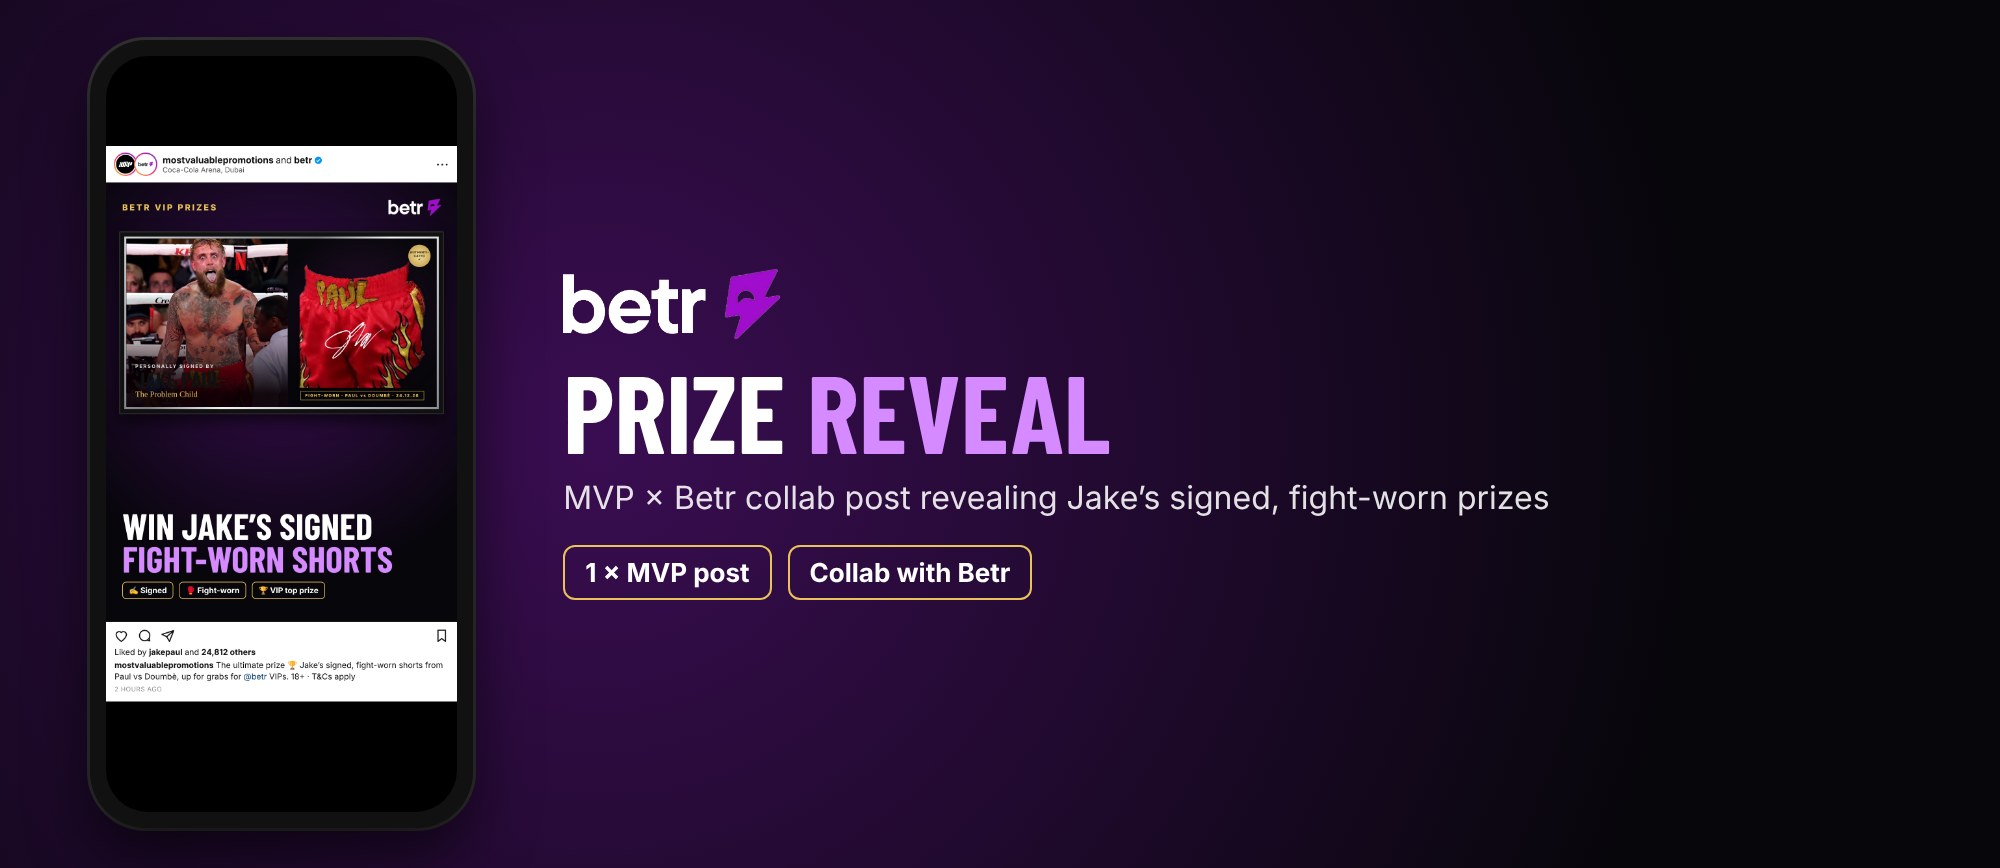 mostvaluablepromotions and betr
Coca-Cola Arena, Dubai
BETR VIP PRIZES
betr
PAUL
PERSONALLY SIGNED BY
JAKE PAUL
The Problem Child
FIGHT-WORN · PAUL vs DOUMBÈ · 24.12.26
WIN JAKE’S SIGNED
FIGHT-WORN SHORTS
✍️ Signed
🥊 Fight-worn
🏆 VIP top prize
Liked by jakepaul and 24,812 others
mostvaluablepromotions The ultimate prize 🏆 Jake's signed, fight-worn shorts from
Paul vs Doumbè, up for grabs for @betr VIPs. 18+ · T&Cs apply
2 HOURS AGO
betr
PRIZE REVEAL
MVP × Betr collab post revealing Jake’s signed, fight-worn prizes
1 × MVP post
Collab with Betr